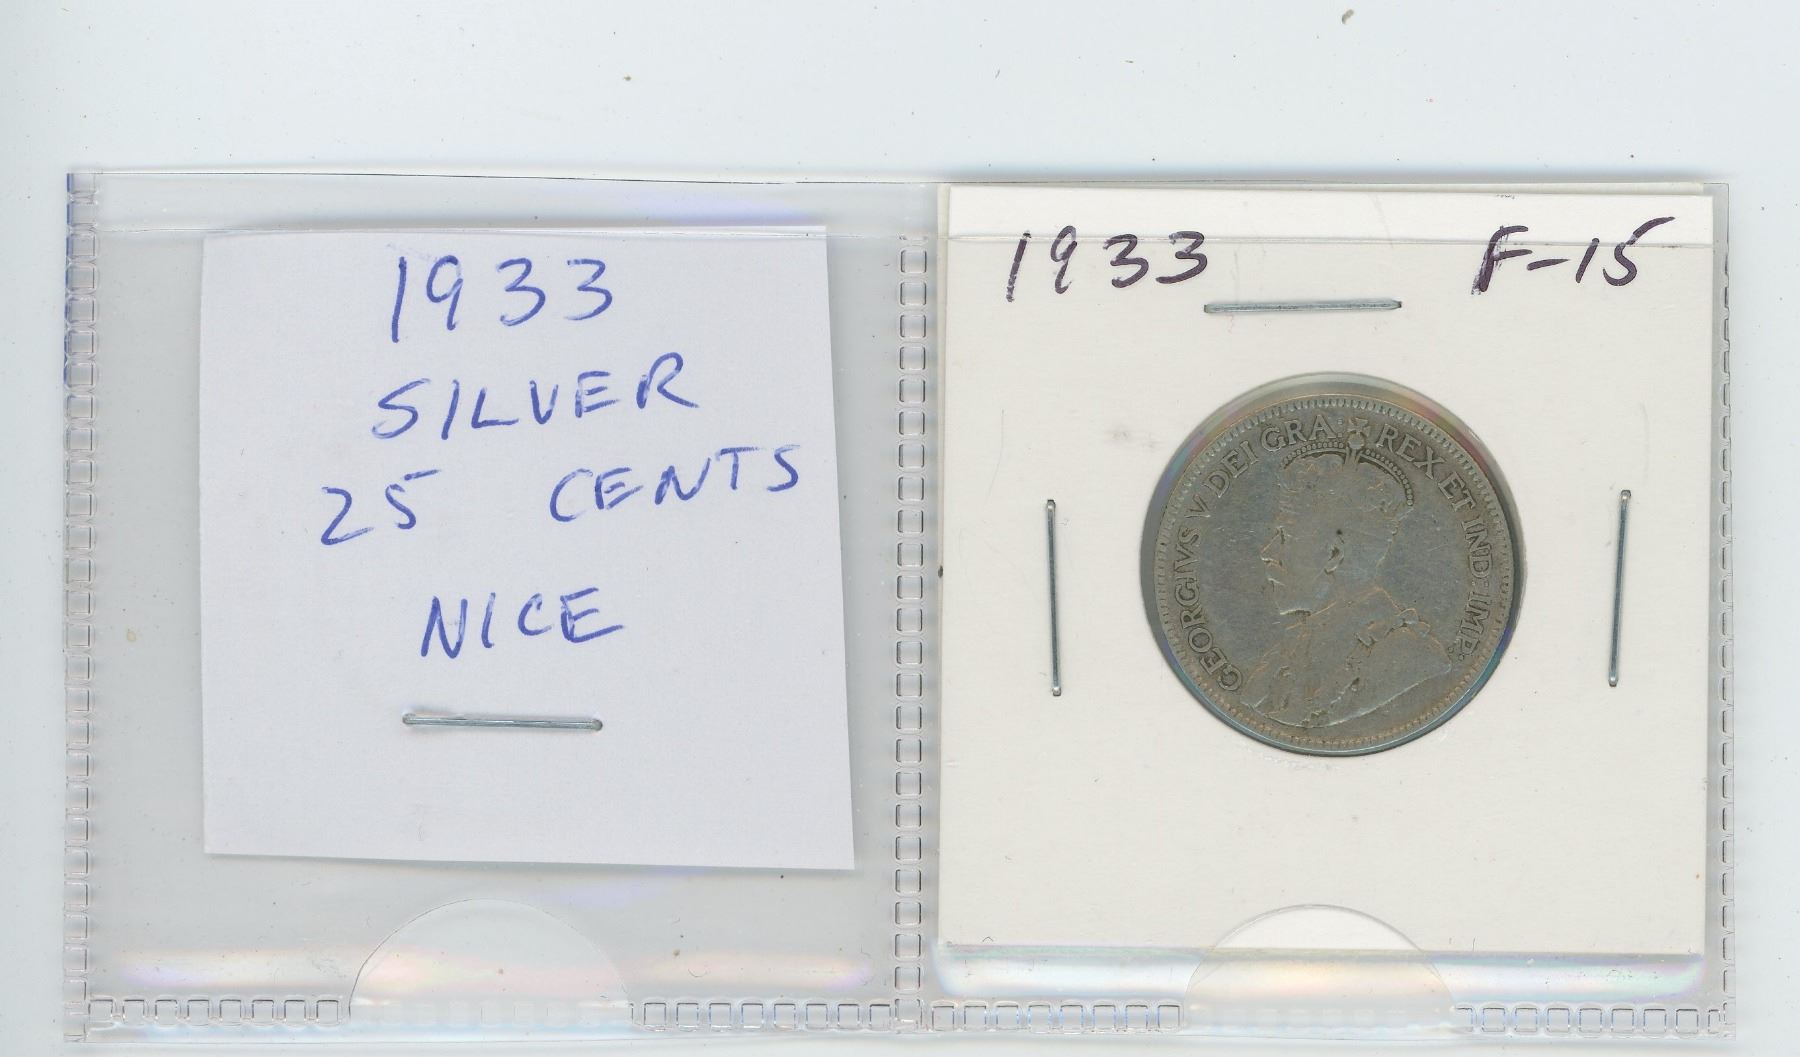 1933
SILVER
25 CENTS
NICE
1933 F-15
GEORGIVS V DEI GRA: REX ET IND: IMP: